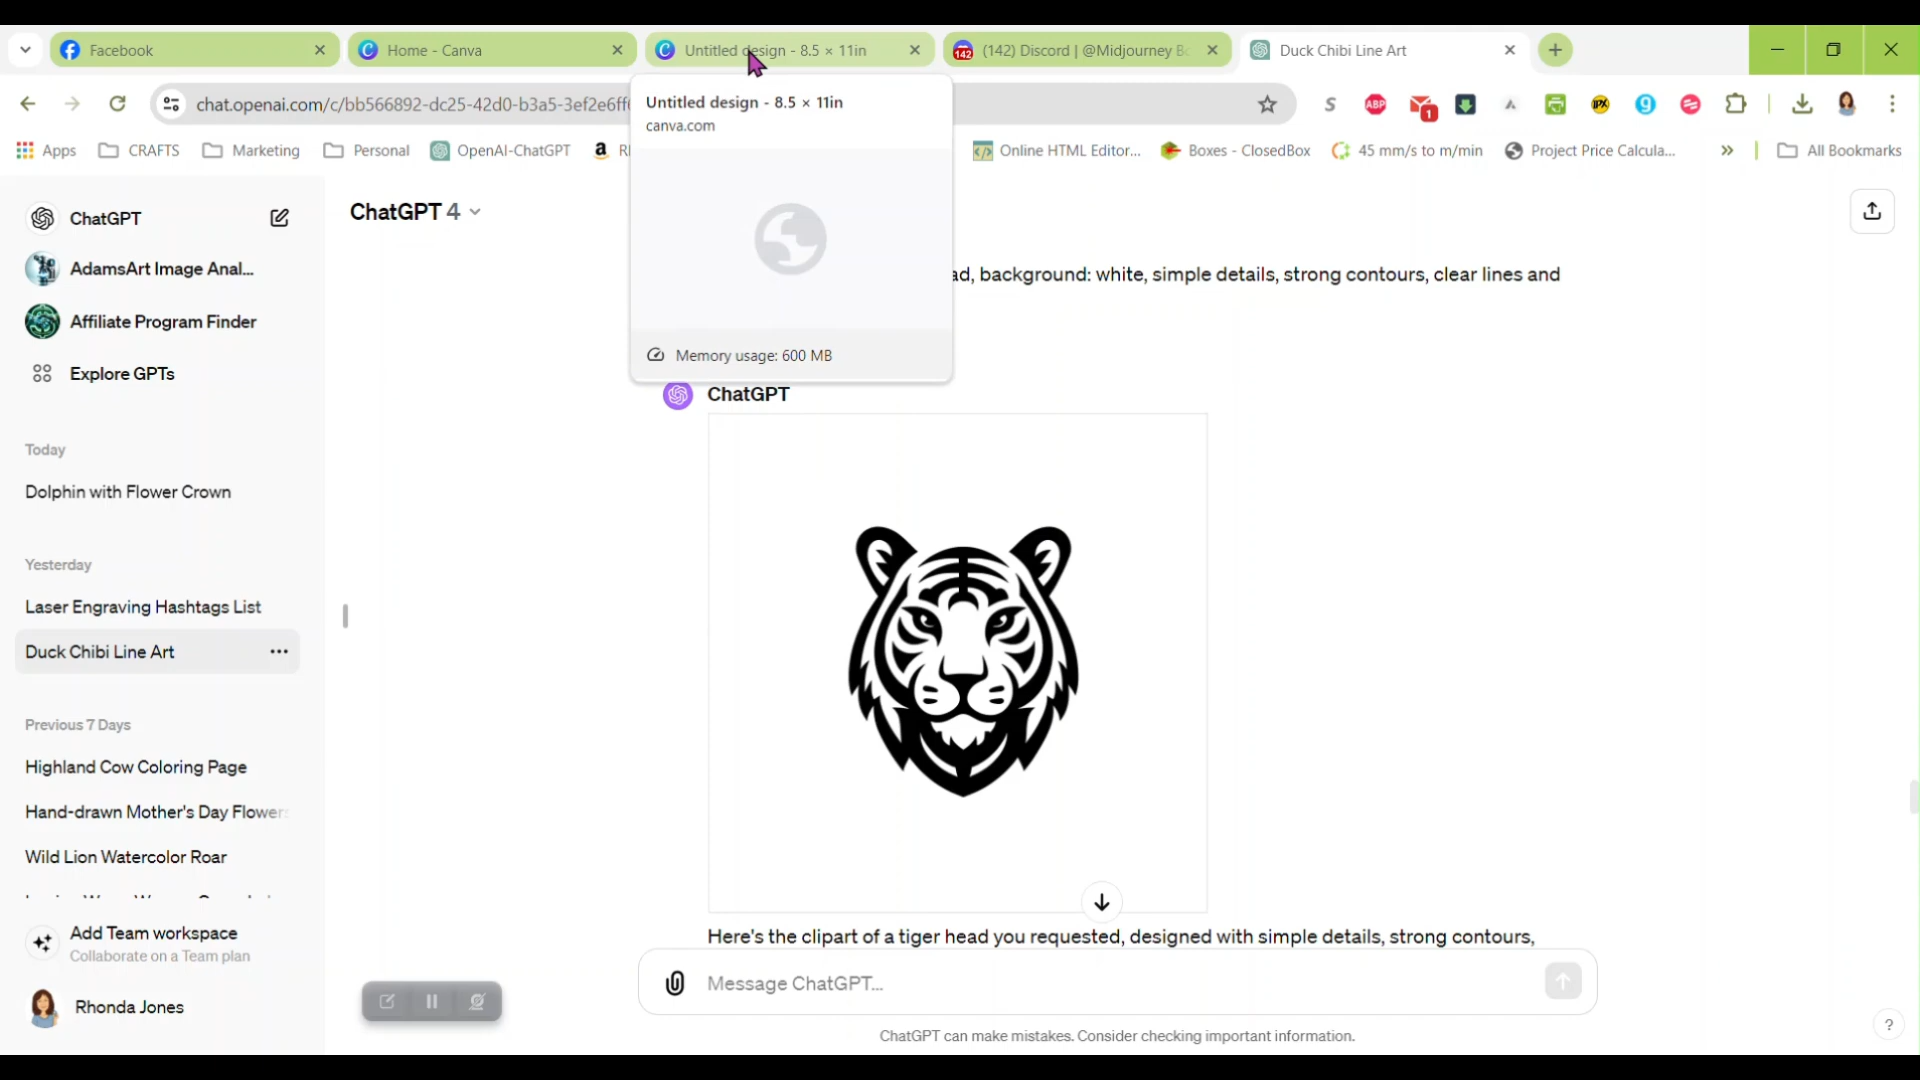 Facebook
Home - Canva
Untitled design - 8.5 × 11in
(142) Discord | @Midjourney Bo
Duck Chibi Line Art
142
chat.openai.com/c/bb566892-dc25-42d0-b3a5-3ef2e6ff
S
ABP
1
IPX
g
Untitled design - 8.5 × 11in
canva.com
Memory usage: 600 MB
Apps
CRAFTS
Marketing
Personal
OpenAI-ChatGPT
a
Online HTML Editor...
Boxes - ClosedBox
45 mm/s to m/min
Project Price Calcula...
»
All Bookmarks
ChatGPT
AdamsArt Image Anal...
Affiliate Program Finder
Explore GPTs
Today
Dolphin with Flower Crown
Yesterday
Laser Engraving Hashtags List
Duck Chibi Line Art
Previous 7 Days
Highland Cow Coloring Page
Hand-drawn Mother's Day Flowers
Wild Lion Watercolor Roar
Add Team workspace
Collaborate on a Team plan
Rhonda Jones
ChatGPT 4
ad, background: white, simple details, strong contours, clear lines and
ChatGPT
Here's the clipart of a tiger head you requested, designed with simple details, strong contours,
Message ChatGPT...
ChatGPT can make mistakes. Consider checking important information.
?